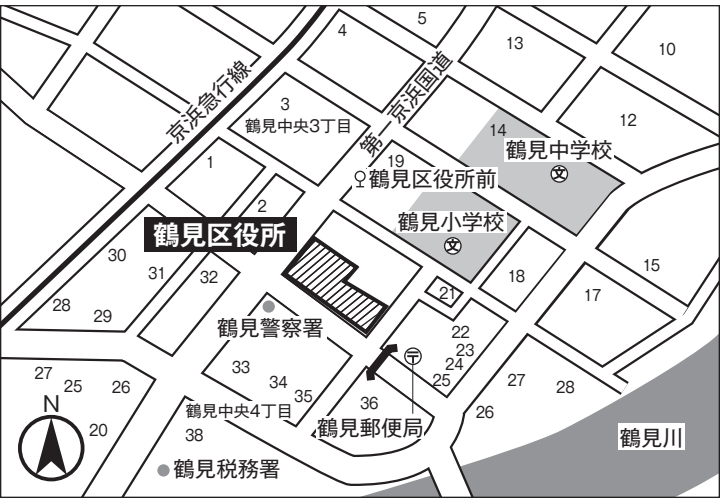 5
4
13
10
京浜急行線
第一京浜国道
3
鶴見中央3丁目
14
12
鶴見中学校
文
1
19
鶴見区役所前
2
鶴見小学校
文
鶴見区役所
30
31
32
18
15
21
17
28
29
鶴見警察署
22
23
24
25
〒
33
34
35
27
25
26
20
27
28
26
36
N
鶴見中央4丁目
38
鶴見郵便局
鶴見川
鶴見税務署